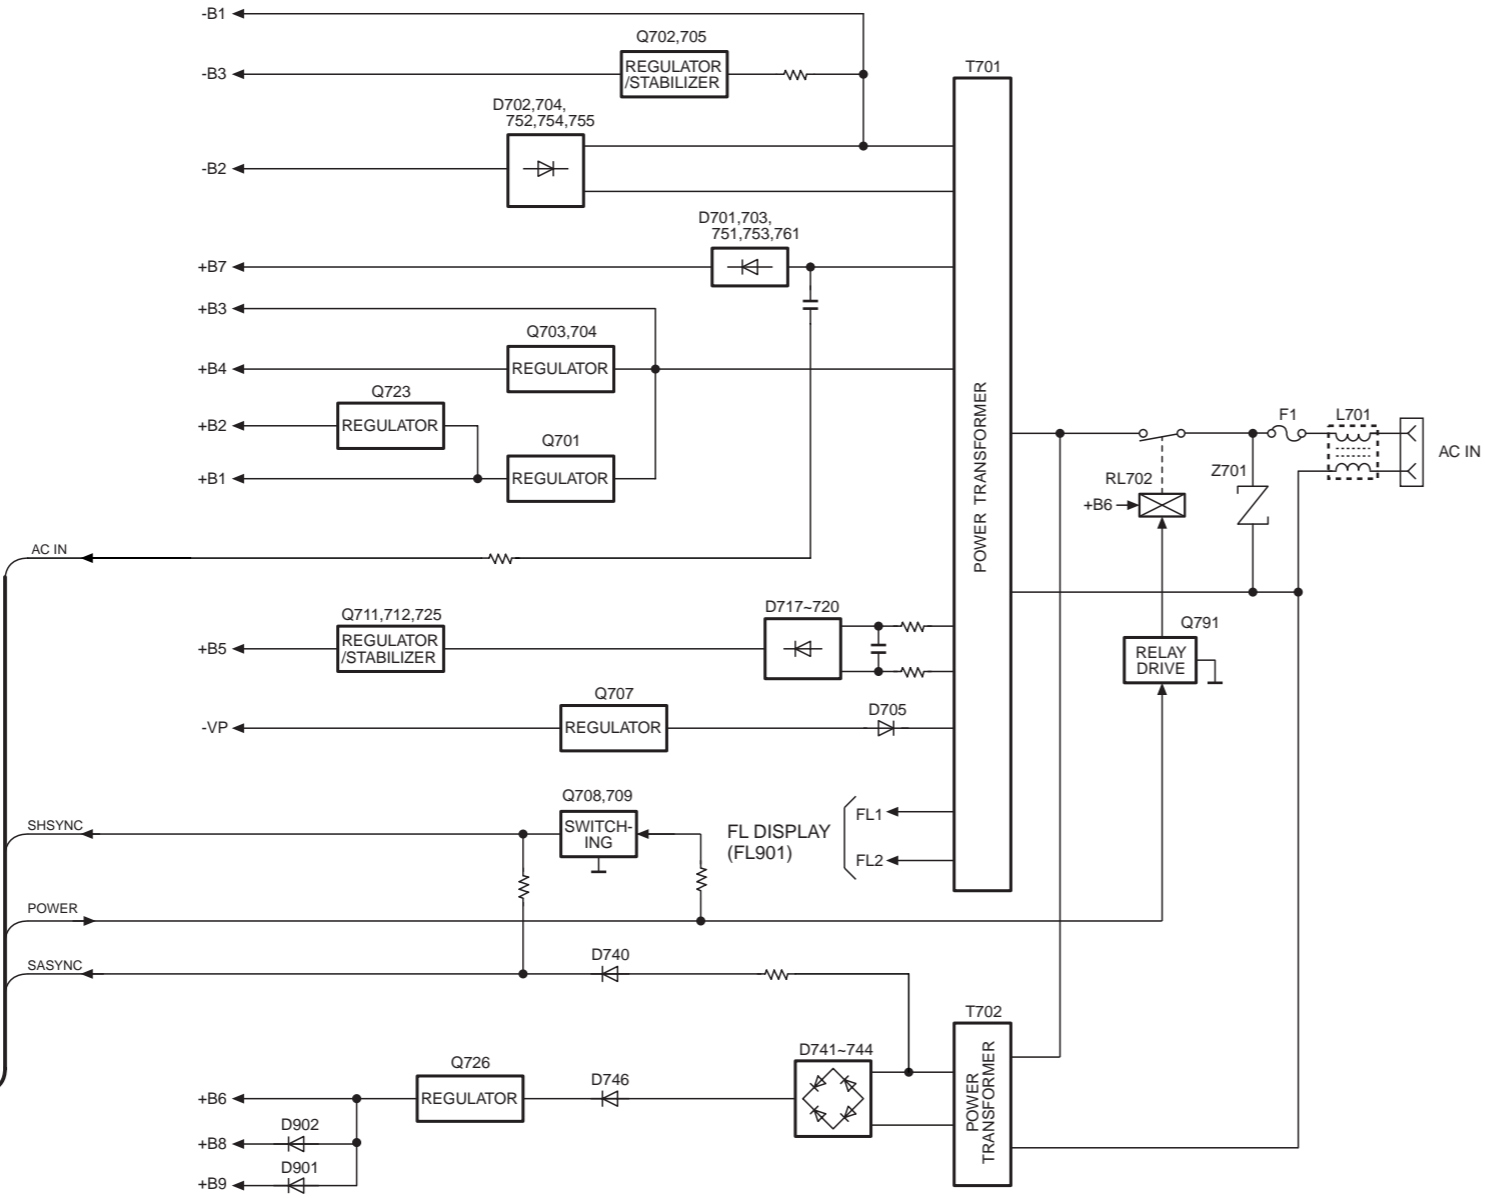 -B1
Q702,705
T701
-B3
REGULATOR
/STABILIZER
D702,704,
752,754,755
-B2
D701,703,
751,753,761
+B7
+B3
Q703,704
+B4
REGULATOR
Q723
+B2
REGULATOR
Q701
+B1
REGULATOR
POWER TRANSFORMER
F1
L701
AC IN
Z701
RL702
+B6
AC IN
Q711,712,725
D717~720
+B5
REGULATOR
/STABILIZER
Q791
RELAY
DRIVE
Q707
D705
-VP
REGULATOR
Q708,709
SHSYNC
SWITCH-
ING
FL DISPLAY
(FL901)
FL1
FL2
POWER
SASYNC
D740
T702
POWER
TRANSFORMER
Q726
D746
D741~744
+B6
REGULATOR
D902
+B8
D901
+B9